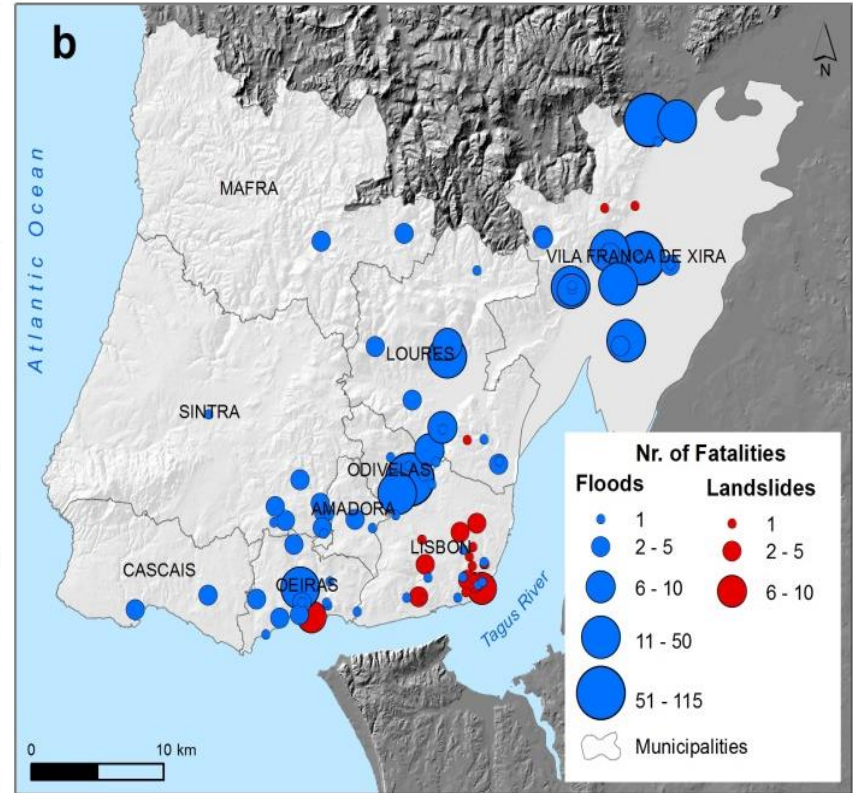 b
N
Atlantic Ocean
MAFRA
VILA FRANCA DE XIRA
LOURES
SINTRA
ODIVELAS
AMADORA
LISBON
CASCAIS
OEIRAS
Tagus River
0 10 km
Nr. of Fatalities
Floods Landslides
1 1
2 - 5 2 - 5
6 - 10 6 - 10
11 - 50
51 - 115
Municipalities